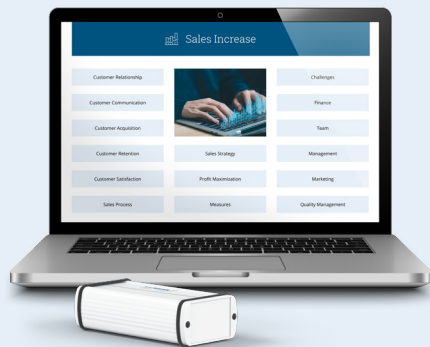 Sales Increase
Customer Relationship
Challenges
Customer Communication
Finance
Customer Acquisition
Team
Customer Retention
Sales Strategy
Management
Customer Satisfaction
Profit Maximization
Marketing
Sales Process
Measures
Quality Management